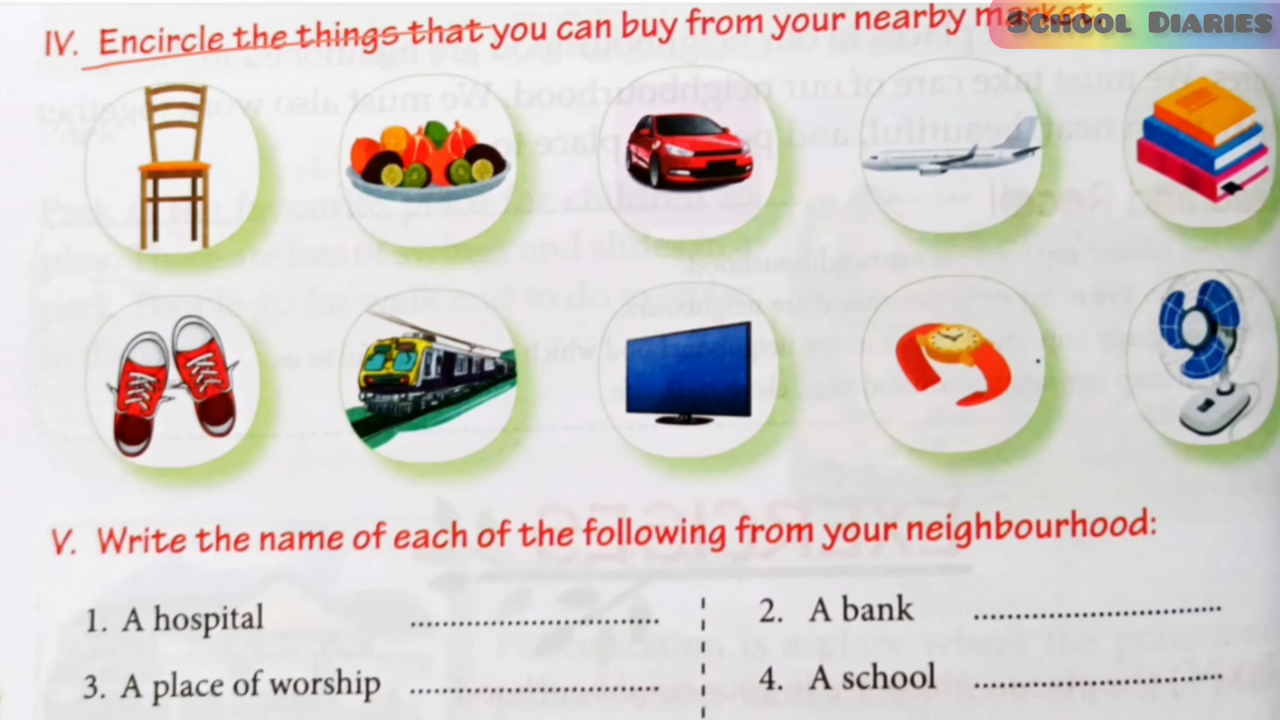 IV. Encircle the things that you can buy from your nearby market:
SCHOOL DIARIES
V. Write the name of each of the following from your neighbourhood:
1. A hospital ..............................
2. A bank ..............................
3. A place of worship ..............................
4. A school ..............................